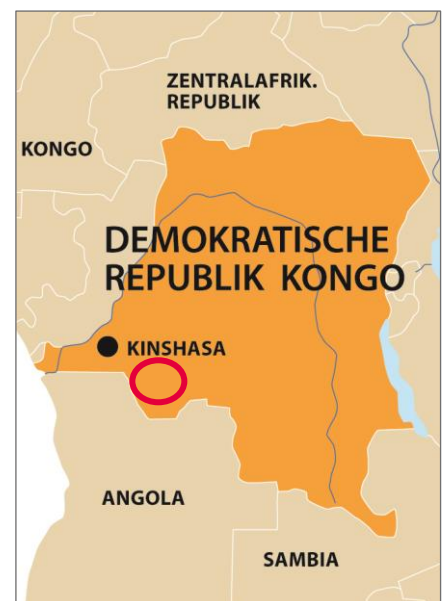 ZENTRALAFRIK.
REPUBLIK
KONGO
DEMOKRATISCHE
REPUBLIK KONGO
KINSHASA
ANGOLA
SAMBIA